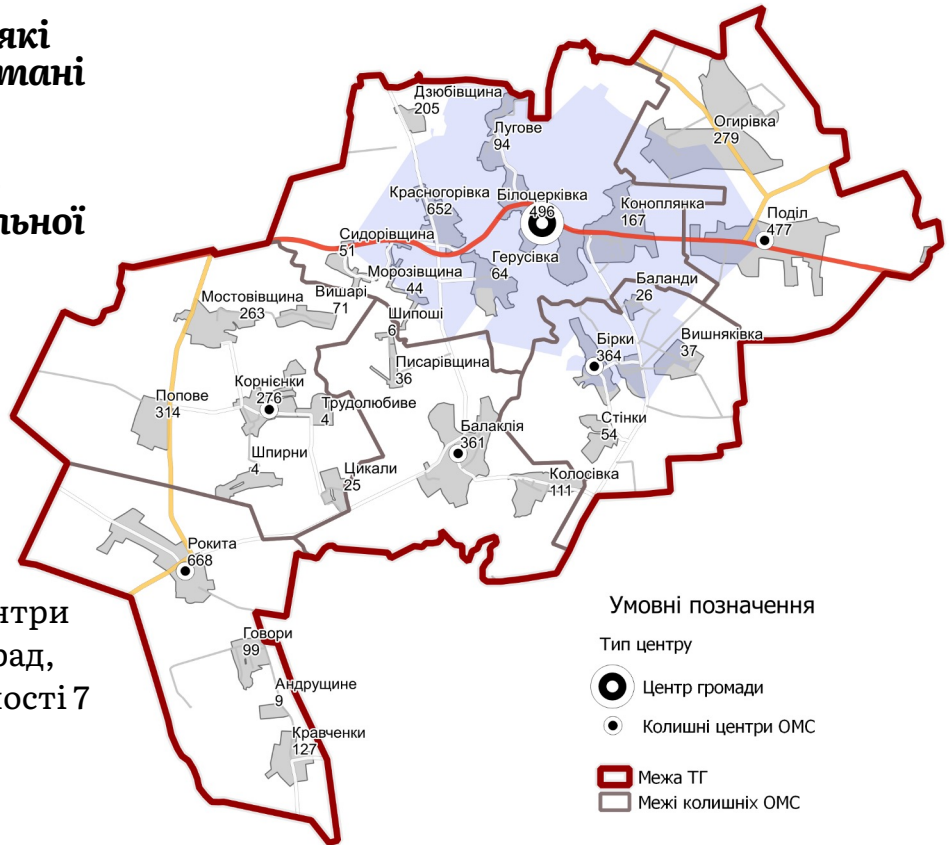 які
тані
льної
Дзюбівщина
205
Лугове
94
Огирівка
279
Красногорівка
652
Білоцерківка
496
Коноплянка
167
Поділ
477
Сидорівщина
51
Герусівка
64
Морозівщина
44
Баланди
26
Мостовівщина
263
Вишарі
71
Шипоші
6
Бірки
364
Вишняківка
37
Писарівщина
36
Корнієнки
276
Попове
314
Трудолюбиве
4
Балаклія
361
Стінки
54
Шпирни
4
Цикали
25
Колосівка
111
Рокита
668
нтри
рад,
ності 7
Говори
99
Андрущине
9
Кравченки
127
Умовні позначення
Тип центру
Центр громади
Колишні центри ОМС
Межа ТГ
Межі колишніх ОМС